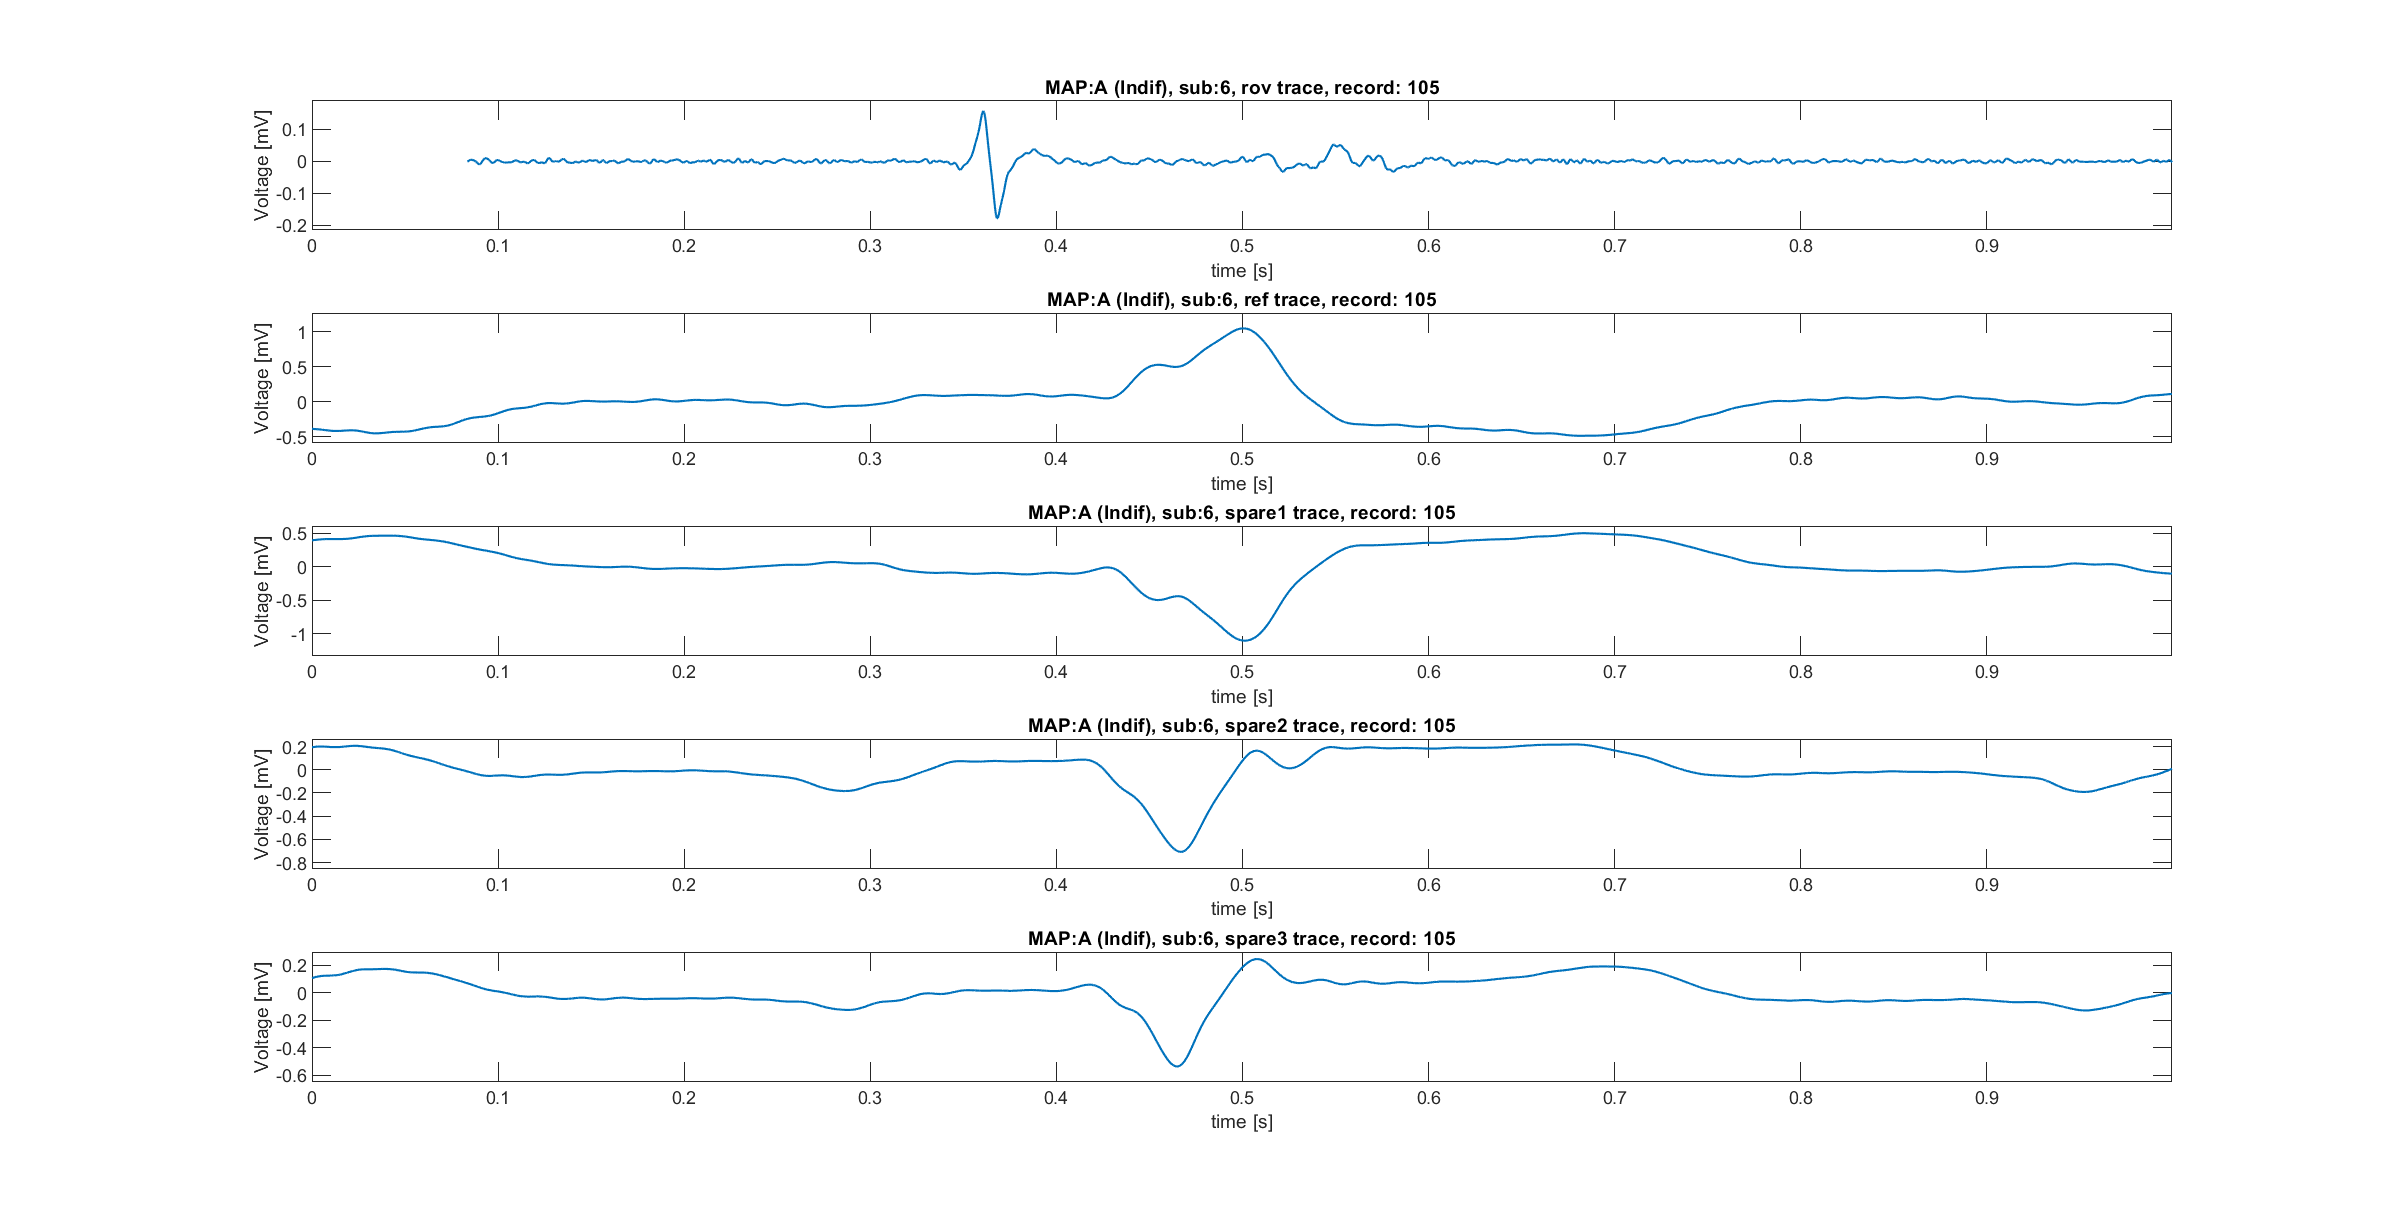 MAP:A (Indif), sub:6, rov trace, record: 105
Voltage [mV]
0.1
0
-0.1
-0.2
0 0.1 0.2 0.3 0.4 0.5 0.6 0.7 0.8 0.9
time [s]
MAP:A (Indif), sub:6, ref trace, record: 105
Voltage [mV]
1
0.5
0
-0.5
0 0.1 0.2 0.3 0.4 0.5 0.6 0.7 0.8 0.9
time [s]
MAP:A (Indif), sub:6, spare1 trace, record: 105
Voltage [mV]
0.5
0
-0.5
-1
0 0.1 0.2 0.3 0.4 0.5 0.6 0.7 0.8 0.9
time [s]
MAP:A (Indif), sub:6, spare2 trace, record: 105
Voltage [mV]
0.2
0
-0.2
-0.4
-0.6
-0.8
0 0.1 0.2 0.3 0.4 0.5 0.6 0.7 0.8 0.9
time [s]
MAP:A (Indif), sub:6, spare3 trace, record: 105
Voltage [mV]
0.2
0
-0.2
-0.4
-0.6
0 0.1 0.2 0.3 0.4 0.5 0.6 0.7 0.8 0.9
time [s]